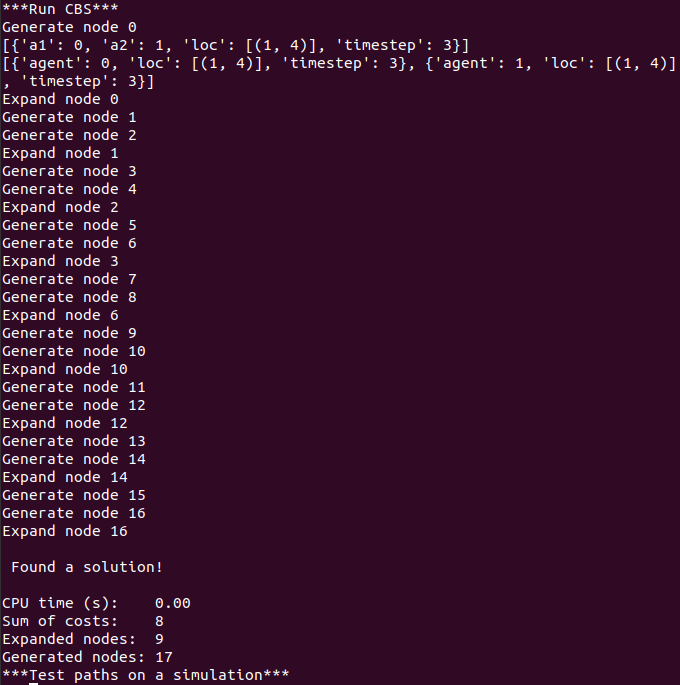 ***Run CBS***
Generate node 0
[{'a1': 0, 'a2': 1, 'loc': [(1, 4)], 'timestep': 3}]
[{'agent': 0, 'loc': [(1, 4)], 'timestep': 3}, {'agent': 1, 'loc': [(1, 4)]
, 'timestep': 3}]
Expand node 0
Generate node 1
Generate node 2
Expand node 1
Generate node 3
Generate node 4
Expand node 2
Generate node 5
Generate node 6
Expand node 3
Generate node 7
Generate node 8
Expand node 6
Generate node 9
Generate node 10
Expand node 10
Generate node 11
Generate node 12
Expand node 12
Generate node 13
Generate node 14
Expand node 14
Generate node 15
Generate node 16
Expand node 16
Found a solution!
CPU time (s):    0.00
Sum of costs:    8
Expanded nodes:  9
Generated nodes: 17
***Test paths on a simulation***